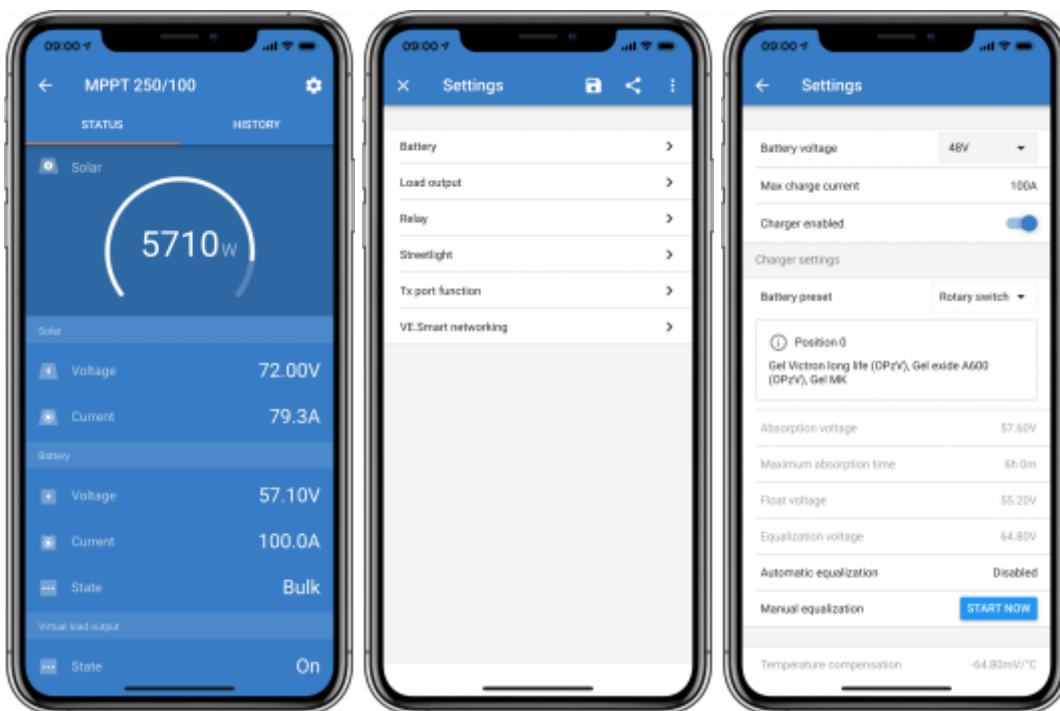 09:00
MPPT 250/100
STATUS HISTORY
Solar
5710W
Solar
Voltage 72.00V
Current 79.3A
Battery
Voltage 57.10V
Current 100.0A
State Bulk
Virtual load output
State On
09:00
Settings
Battery
Load output
Relay
Streetlight
Tx port function
VE.Smart networking
09:00
Settings
Battery voltage 48V
Max charge current 100A
Charger enabled
Charger settings
Battery preset Rotary switch
Position 0
Gel Victron long life (OPzV), Gel exide A600
(OPzV), Gel MK
Absorption voltage 57.60V
Maximum absorption time 6h 0m
Float voltage 55.20V
Equalization voltage 64.80V
Automatic equalization Disabled
Manual equalization START NOW
Temperature compensation -64.80mV/°C